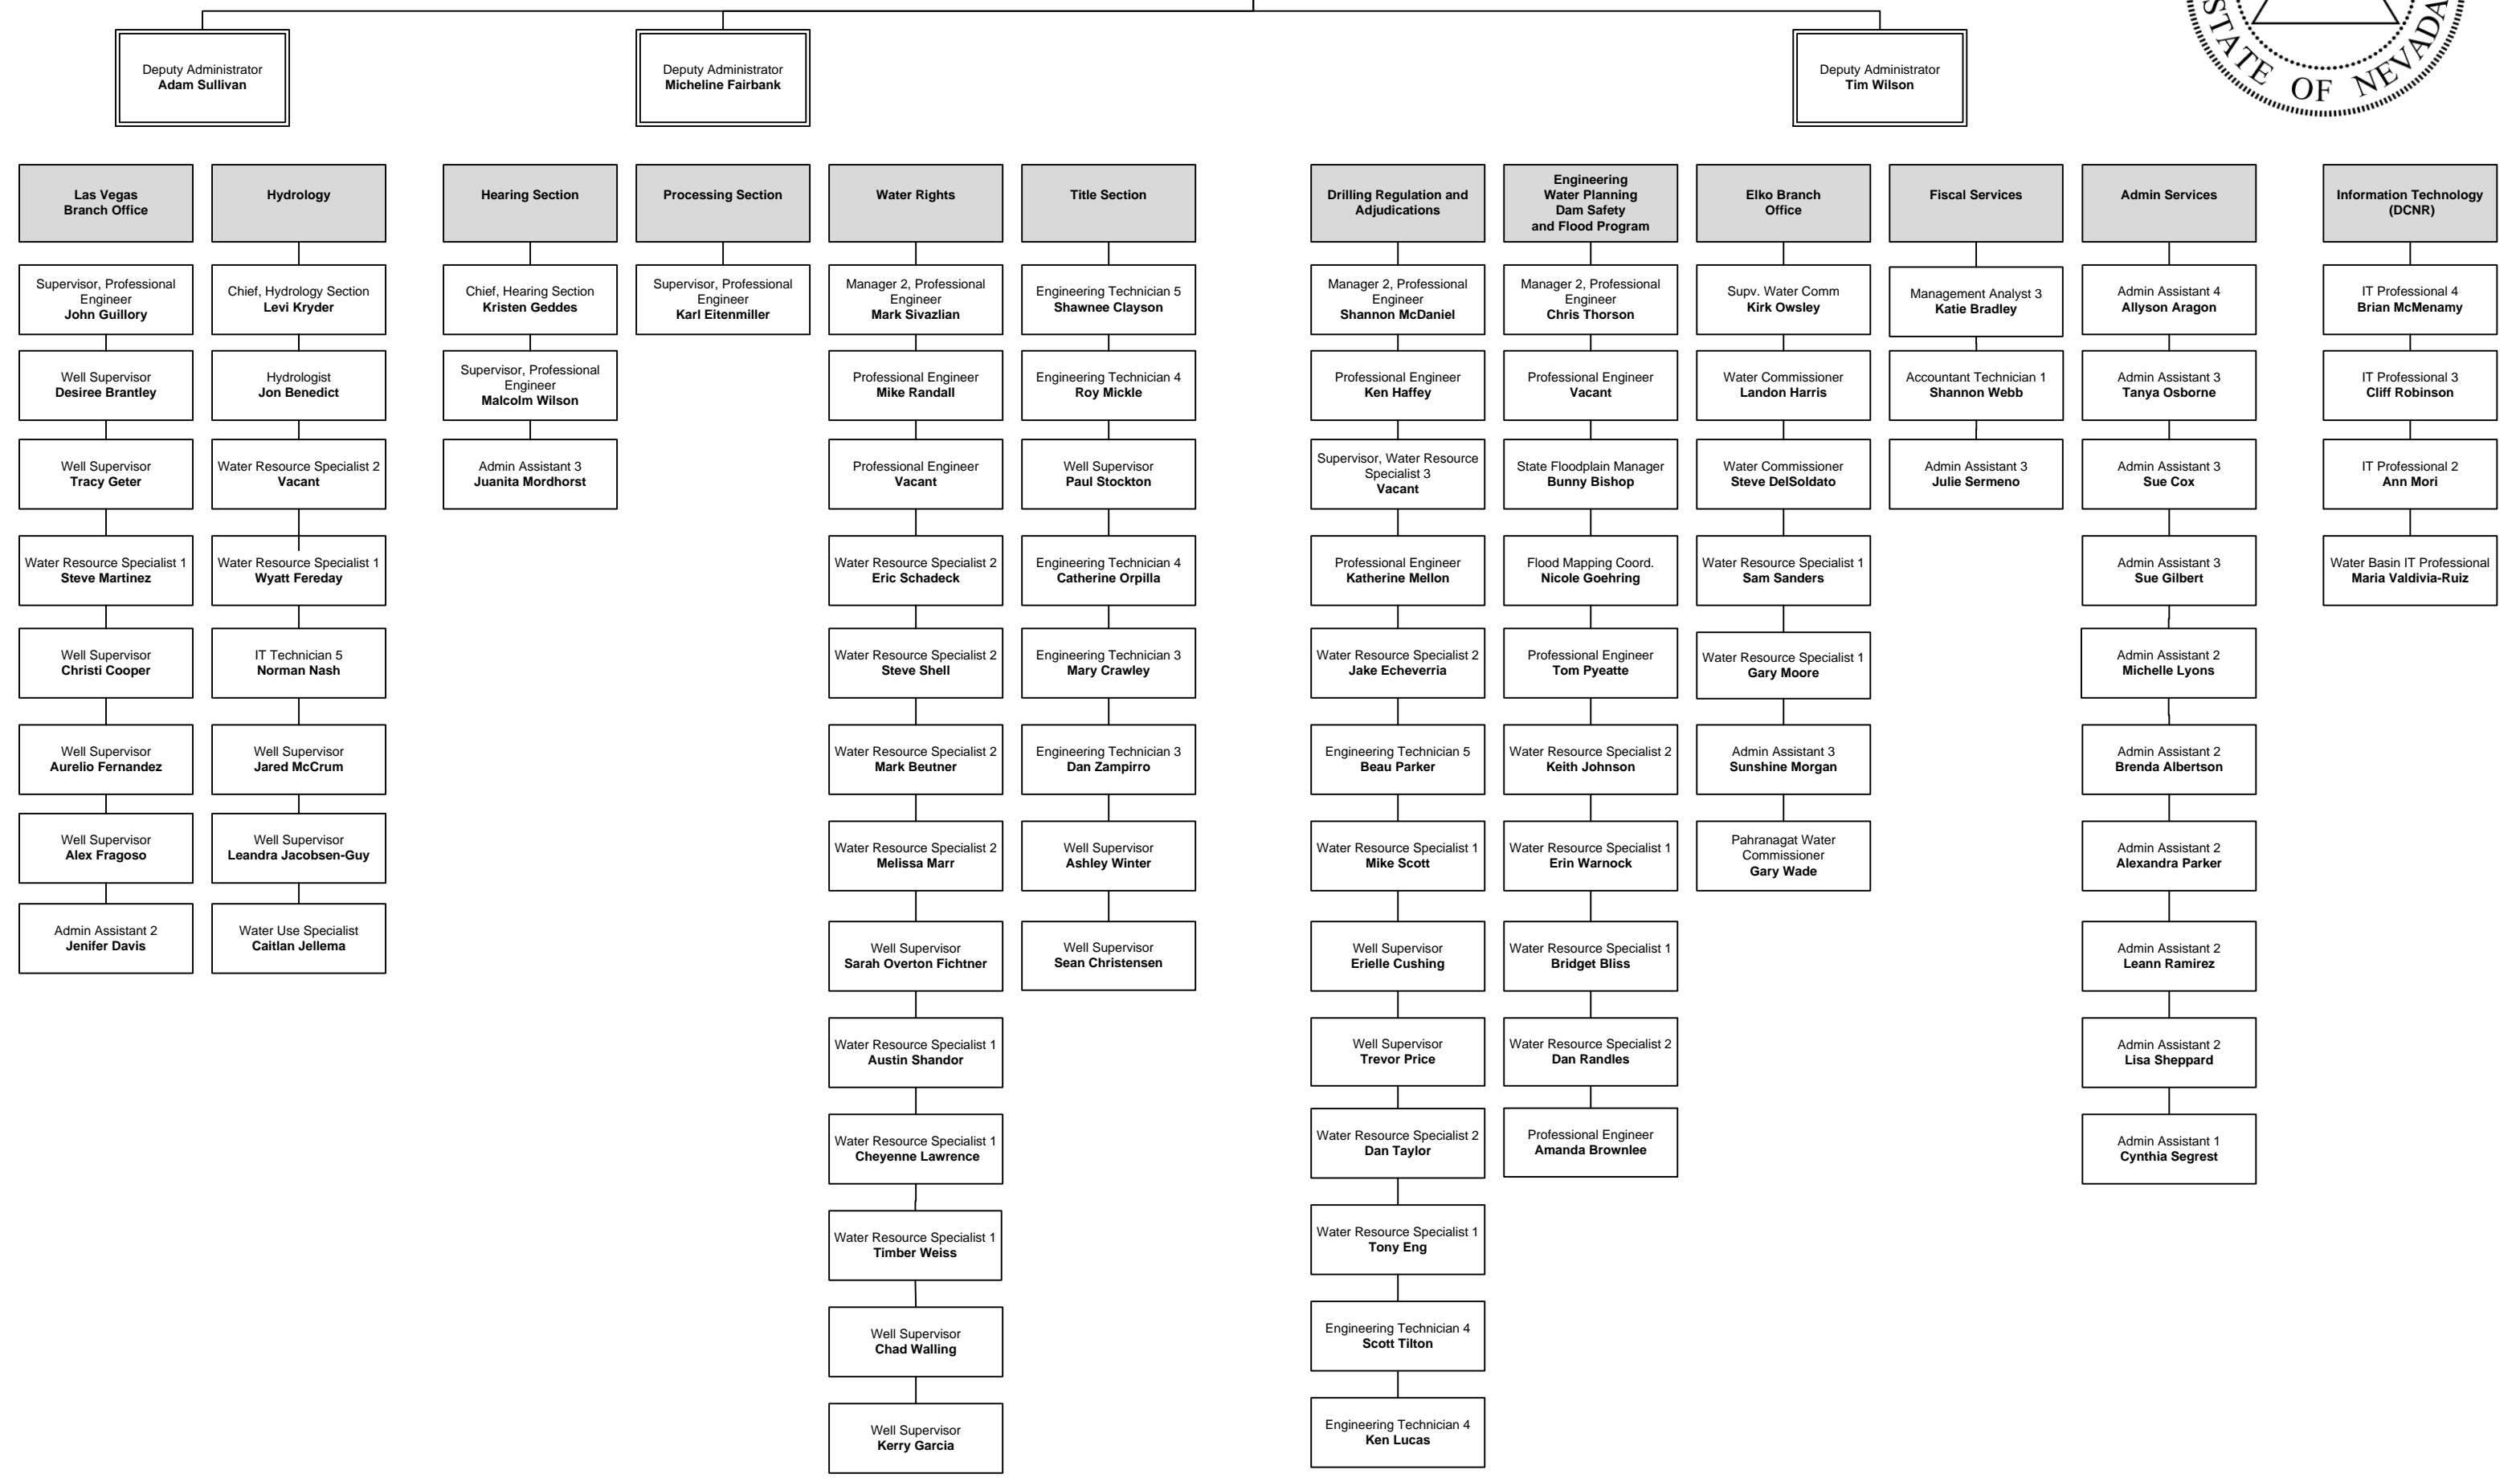 STATE OF NEVADA
Deputy Administrator
Adam Sullivan
Deputy Administrator
Micheline Fairbank
Deputy Administrator
Tim Wilson
Las Vegas
Branch Office
Supervisor, Professional
Engineer
John Guillory
Well Supervisor
Desiree Brantley
Well Supervisor
Tracy Geter
Water Resource Specialist 1
Steve Martinez
Well Supervisor
Christi Cooper
Well Supervisor
Aurelio Fernandez
Well Supervisor
Alex Fragoso
Admin Assistant 2
Jenifer Davis
Hydrology
Chief, Hydrology Section
Levi Kryder
Hydrologist
Jon Benedict
Water Resource Specialist 2
Vacant
Water Resource Specialist 1
Wyatt Fereday
IT Technician 5
Norman Nash
Well Supervisor
Jared McCrum
Well Supervisor
Leandra Jacobsen-Guy
Water Use Specialist
Caitlan Jellema
Hearing Section
Chief, Hearing Section
Kristen Geddes
Supervisor, Professional
Engineer
Malcolm Wilson
Admin Assistant 3
Juanita Mordhorst
Processing Section
Supervisor, Professional
Engineer
Karl Eitenmiller
Water Rights
Manager 2, Professional
Engineer
Mark Sivazlian
Professional Engineer
Mike Randall
Professional Engineer
Vacant
Water Resource Specialist 2
Eric Schadeck
Water Resource Specialist 2
Steve Shell
Water Resource Specialist 2
Mark Beutner
Water Resource Specialist 2
Melissa Marr
Well Supervisor
Sarah Overton Fichtner
Water Resource Specialist 1
Austin Shandor
Water Resource Specialist 1
Cheyenne Lawrence
Water Resource Specialist 1
Timber Weiss
Well Supervisor
Chad Walling
Well Supervisor
Kerry Garcia
Title Section
Engineering Technician 5
Shawnee Clayson
Engineering Technician 4
Roy Mickle
Well Supervisor
Paul Stockton
Engineering Technician 4
Catherine Orpilla
Engineering Technician 3
Mary Crawley
Engineering Technician 3
Dan Zampirro
Well Supervisor
Ashley Winter
Well Supervisor
Sean Christensen
Drilling Regulation and
Adjudications
Manager 2, Professional
Engineer
Shannon McDaniel
Professional Engineer
Ken Haffey
Supervisor, Water Resource
Specialist 3
Vacant
Professional Engineer
Katherine Mellon
Water Resource Specialist 2
Jake Echeverria
Engineering Technician 5
Beau Parker
Water Resource Specialist 1
Mike Scott
Well Supervisor
Erielle Cushing
Well Supervisor
Trevor Price
Water Resource Specialist 2
Dan Taylor
Water Resource Specialist 1
Tony Eng
Engineering Technician 4
Scott Tilton
Engineering Technician 4
Ken Lucas
Engineering
Water Planning
Dam Safety
and Flood Program
Manager 2, Professional
Engineer
Chris Thorson
Professional Engineer
Vacant
State Floodplain Manager
Bunny Bishop
Flood Mapping Coord.
Nicole Goehring
Professional Engineer
Tom Pyeatte
Water Resource Specialist 2
Keith Johnson
Water Resource Specialist 1
Erin Warnock
Water Resource Specialist 1
Bridget Bliss
Water Resource Specialist 2
Dan Randles
Professional Engineer
Amanda Brownlee
Elko Branch
Office
Supv. Water Comm
Kirk Owsley
Water Commissioner
Landon Harris
Water Commissioner
Steve DelSoldato
Water Resource Specialist 1
Sam Sanders
Water Resource Specialist 1
Gary Moore
Admin Assistant 3
Sunshine Morgan
Pahranagat Water
Commissioner
Gary Wade
Fiscal Services
Management Analyst 3
Katie Bradley
Accountant Technician 1
Shannon Webb
Admin Assistant 3
Julie Sermeno
Admin Services
Admin Assistant 4
Allyson Aragon
Admin Assistant 3
Tanya Osborne
Admin Assistant 3
Sue Cox
Admin Assistant 3
Sue Gilbert
Admin Assistant 2
Michelle Lyons
Admin Assistant 2
Brenda Albertson
Admin Assistant 2
Alexandra Parker
Admin Assistant 2
Leann Ramirez
Admin Assistant 2
Lisa Sheppard
Admin Assistant 1
Cynthia Segrest
Information Technology
(DCNR)
IT Professional 4
Brian McMenamy
IT Professional 3
Cliff Robinson
IT Professional 2
Ann Mori
Water Basin IT Professional
Maria Valdivia-Ruiz